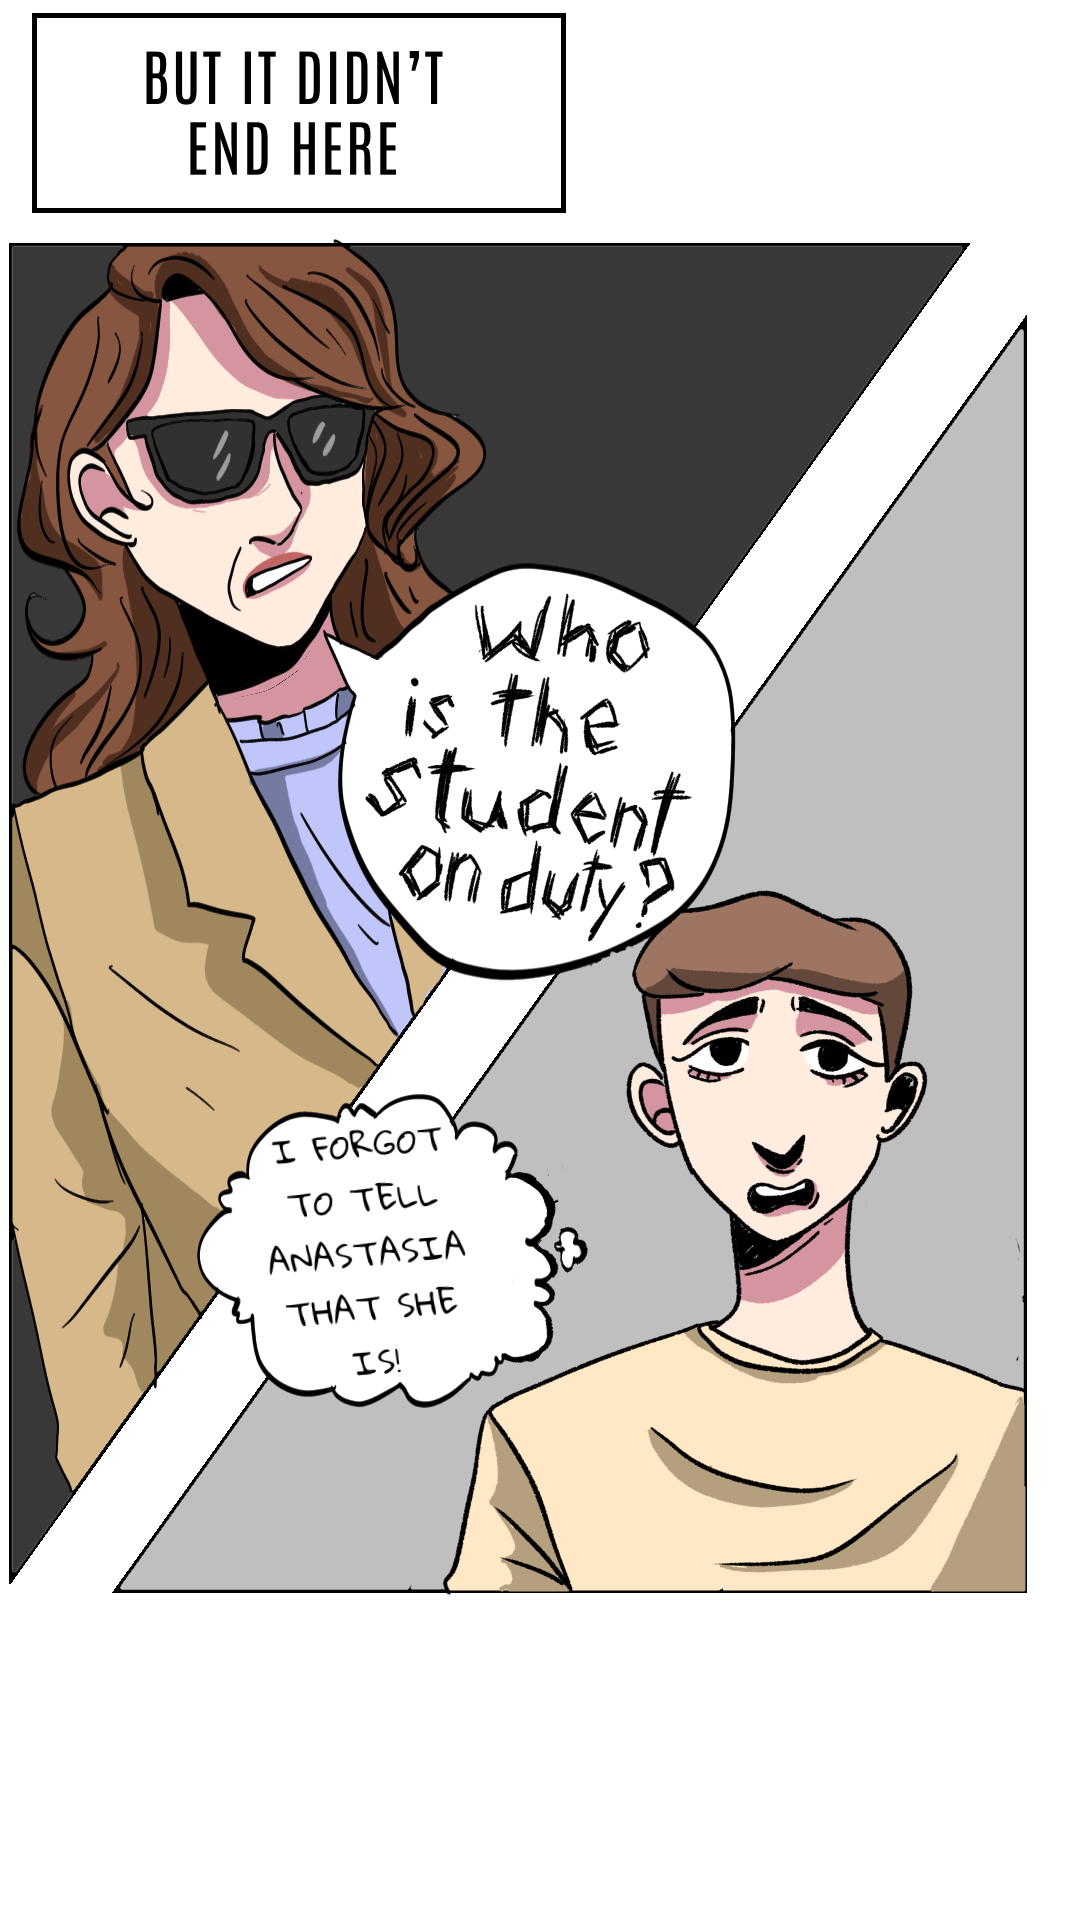 BUT IT DIDN’T
END HERE
Who
is the
student
on duty?
I FORGOT
TO TELL
ANASTASIA
THAT SHE
IS!